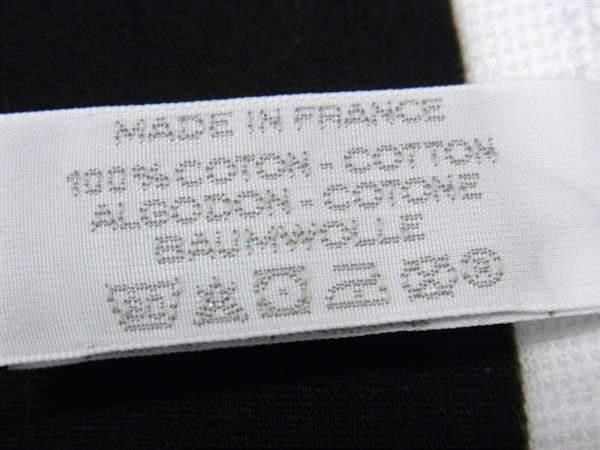 MADE IN FRANCE
100% COTON - COTTON
ALGODON - COTONE
BAUMWOLLE